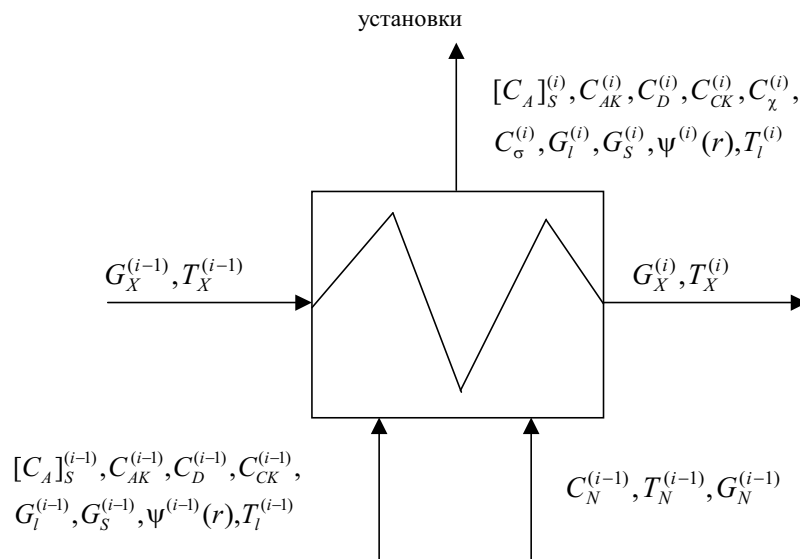 установки
[C_A]_S^{(i)}, C_{AK}^{(i)}, C_D^{(i)}, C_{CK}^{(i)}, C_χ^{(i)},
C_σ^{(i)}, G_l^{(i)}, G_S^{(i)}, ψ^{(i)}(r), T_l^{(i)}
G_X^{(i−1)}, T_X^{(i−1)}
G_X^{(i)}, T_X^{(i)}
[C_A]_S^{(i−1)}, C_{AK}^{(i−1)}, C_D^{(i−1)}, C_{CK}^{(i−1)},
G_l^{(i−1)}, G_S^{(i−1)}, ψ^{(i−1)}(r), T_l^{(i−1)}
C_N^{(i−1)}, T_N^{(i−1)}, G_N^{(i−1)}